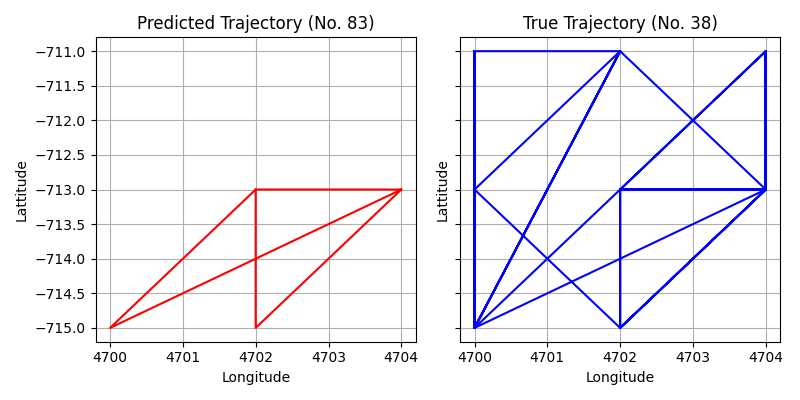 Predicted Trajectory (No. 83)
True Trajectory (No. 38)
−711.0
−711.5
−712.0
−712.5
−713.0
−713.5
−714.0
−714.5
−715.0
Lattitude
Lattitude
4700 4701 4702 4703 4704
4700 4701 4702 4703 4704
Longitude
Longitude